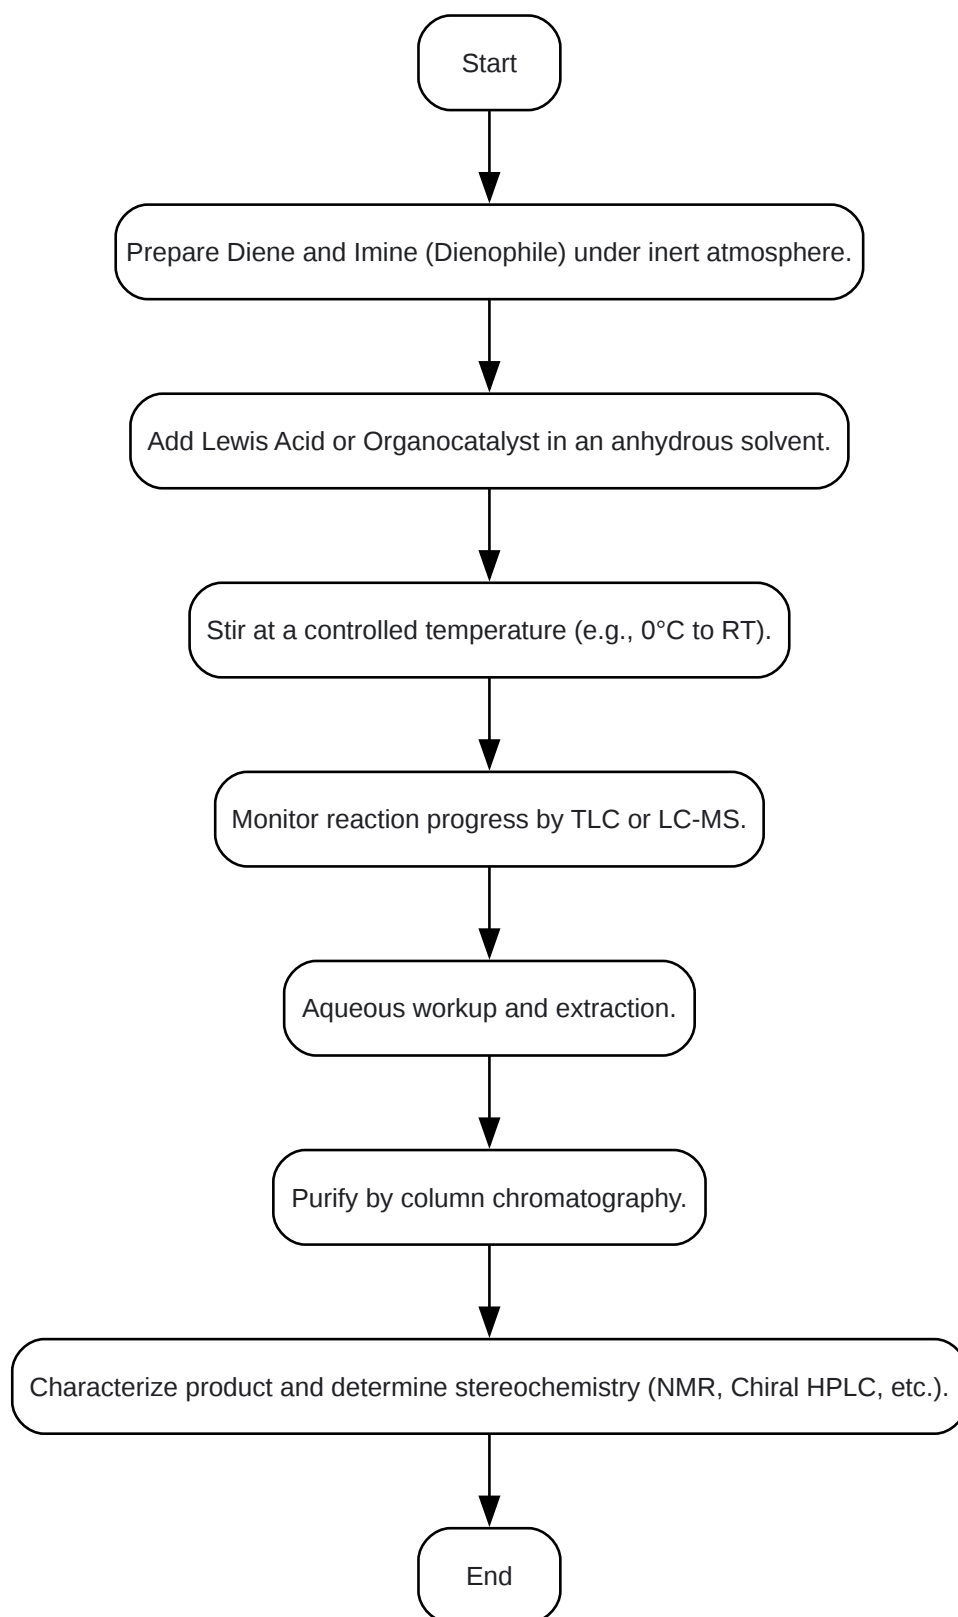 Start
Prepare Diene and Imine (Dienophile) under inert atmosphere.
Add Lewis Acid or Organocatalyst in an anhydrous solvent.
Stir at a controlled temperature (e.g., 0°C to RT).
Monitor reaction progress by TLC or LC-MS.
Aqueous workup and extraction.
Purify by column chromatography.
Characterize product and determine stereochemistry (NMR, Chiral HPLC, etc.).
End